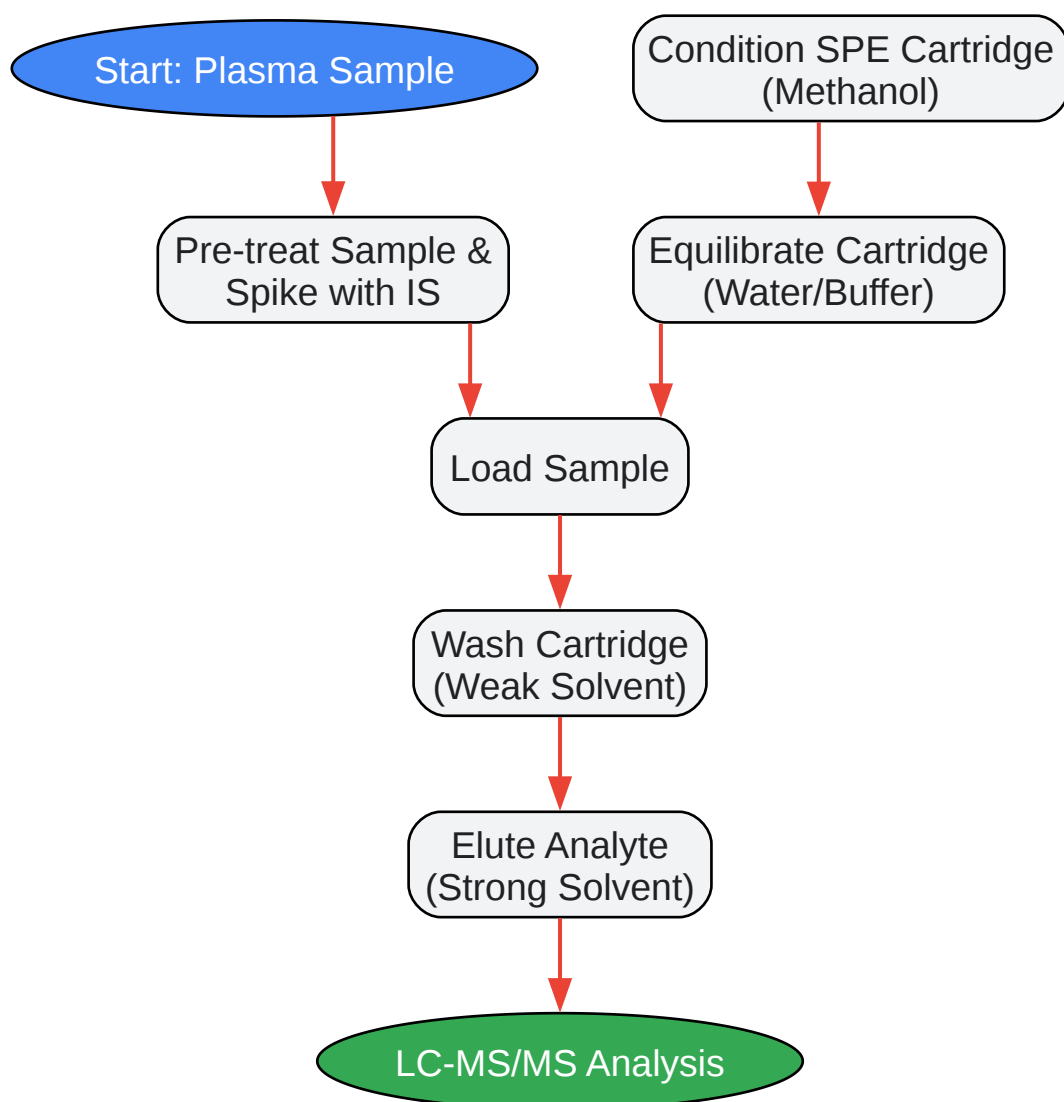 Start: Plasma Sample
Condition SPE Cartridge
(Methanol)
Pre-treat Sample &
Spike with IS
Equilibrate Cartridge
(Water/Buffer)
Load Sample
Wash Cartridge
(Weak Solvent)
Elute Analyte
(Strong Solvent)
LC-MS/MS Analysis